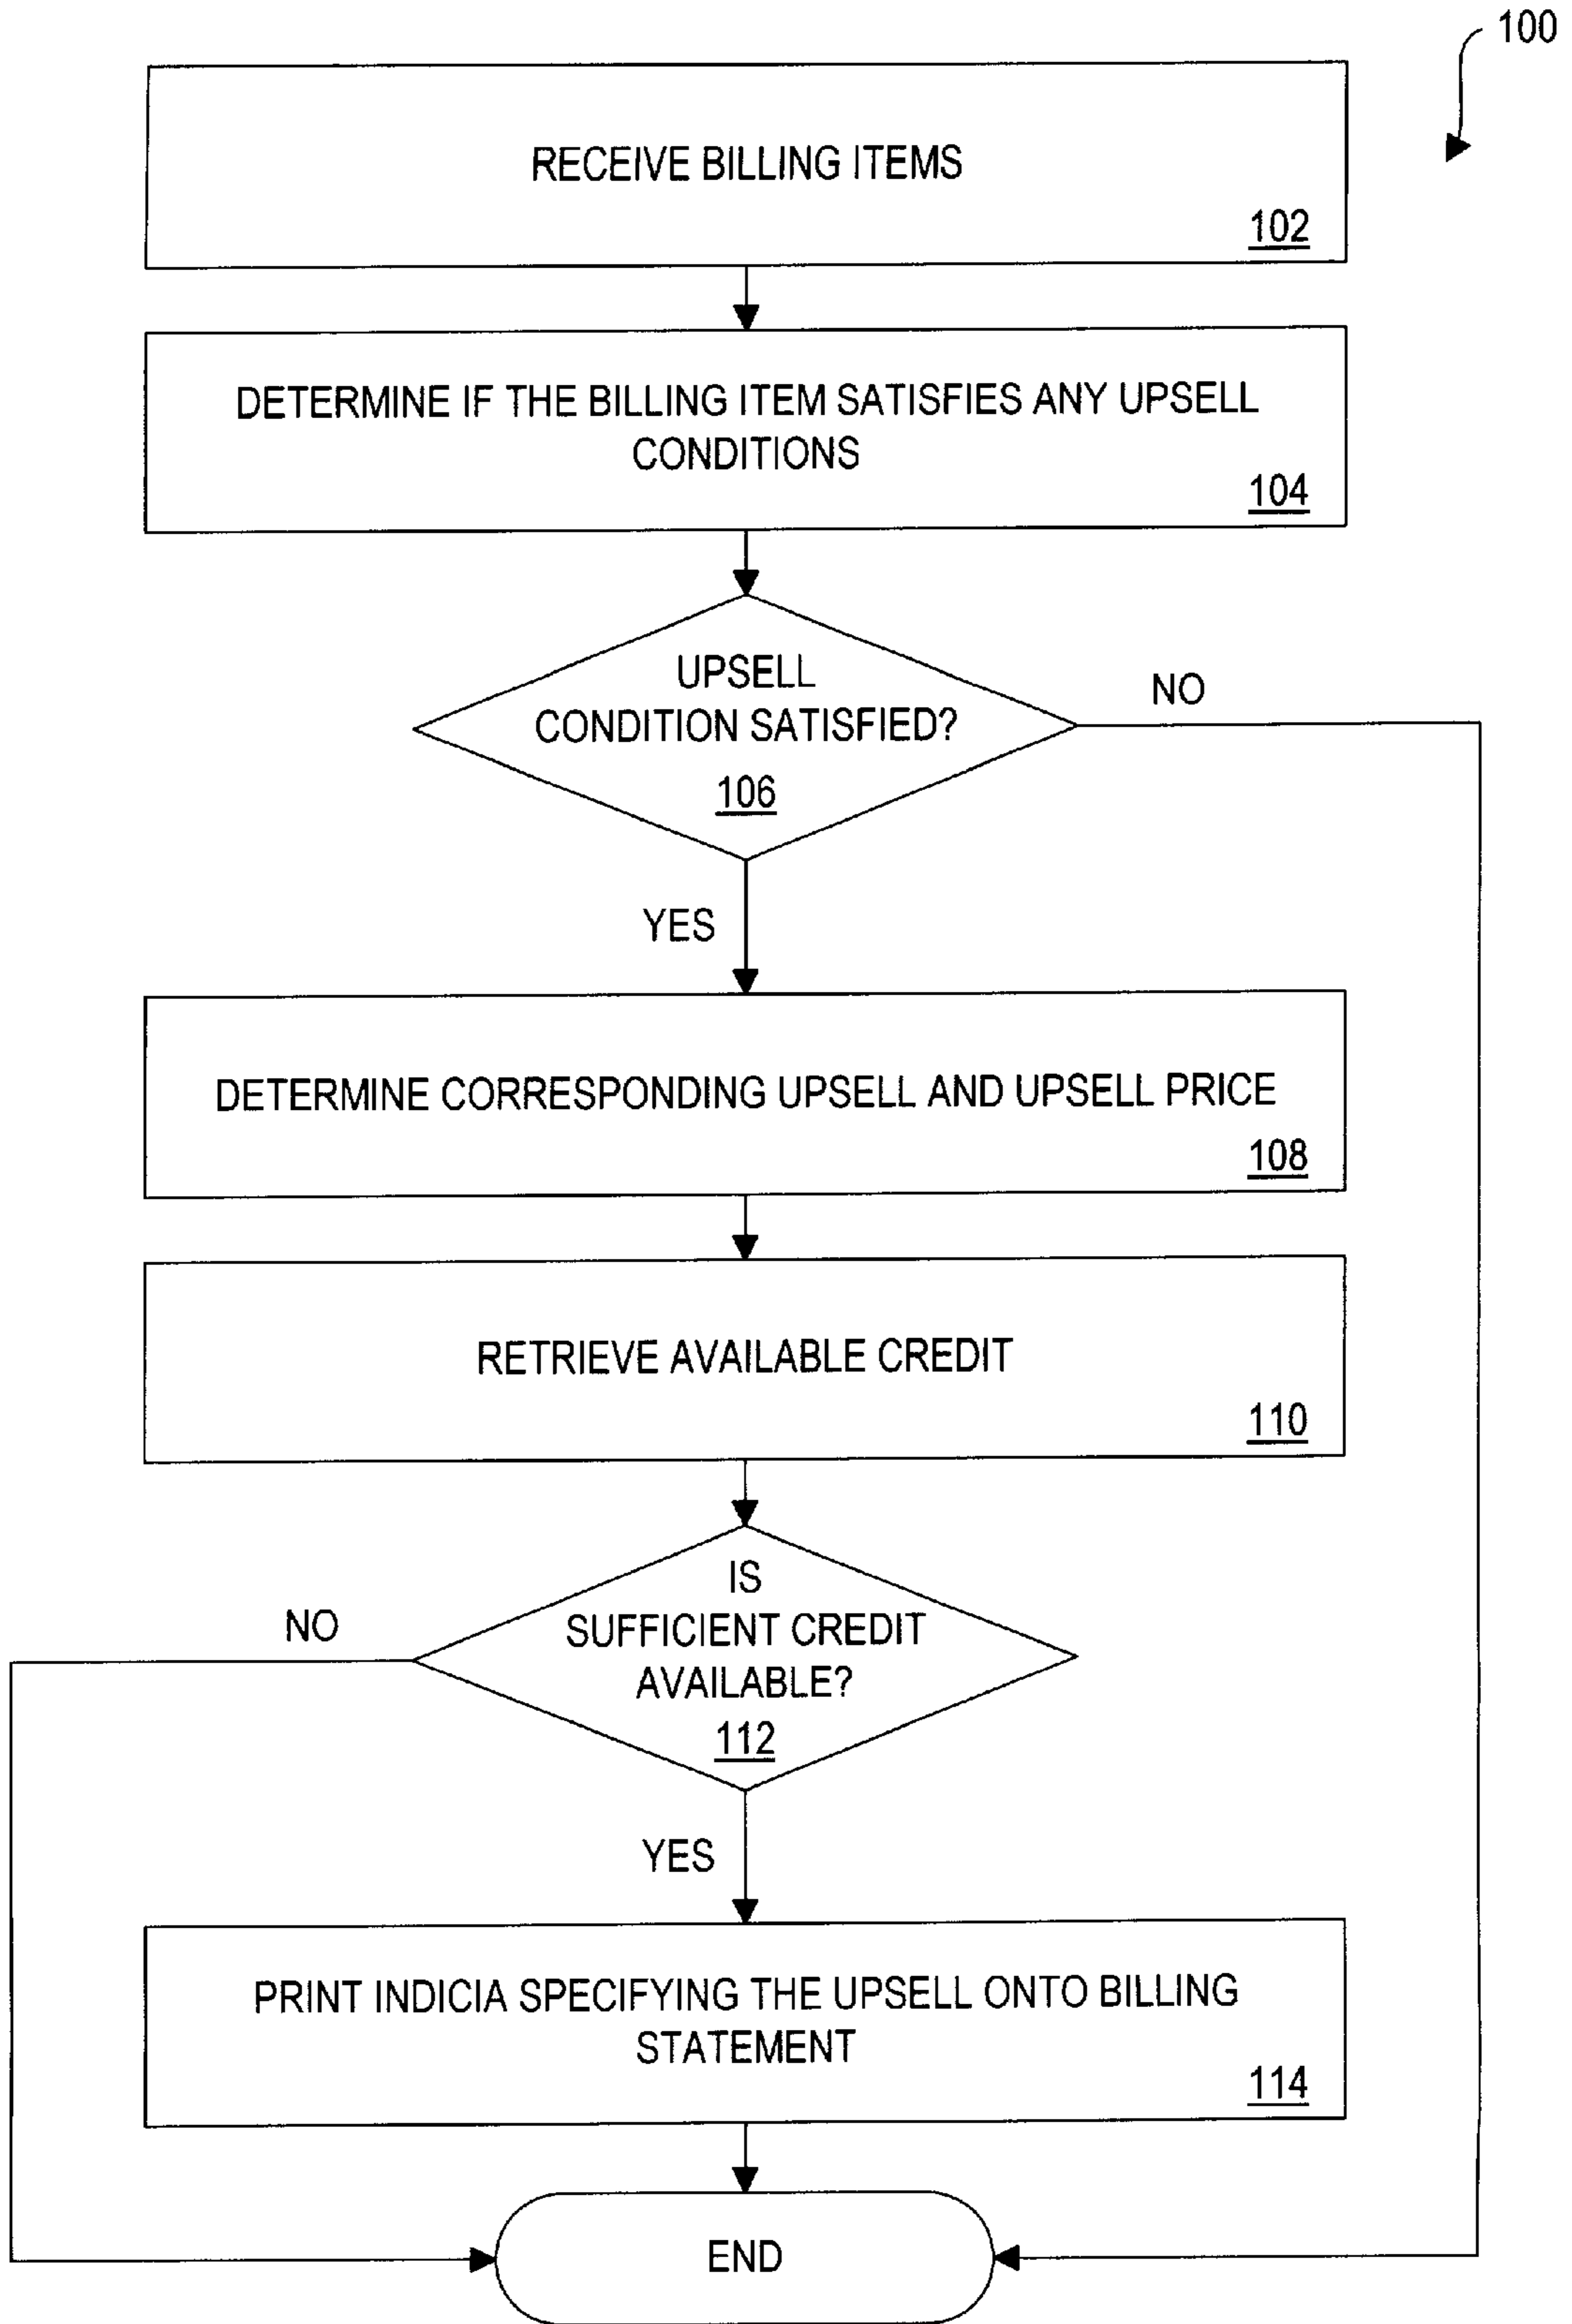 100
RECEIVE BILLING ITEMS
102
DETERMINE IF THE BILLING ITEM SATISFIES ANY UPSELL
CONDITIONS
104
UPSELL
CONDITION SATISFIED?
106
NO
YES
DETERMINE CORRESPONDING UPSELL AND UPSELL PRICE
108
RETRIEVE AVAILABLE CREDIT
110
IS
SUFFICIENT CREDIT
AVAILABLE?
112
NO
YES
PRINT INDICIA SPECIFYING THE UPSELL ONTO BILLING
STATEMENT
114
END